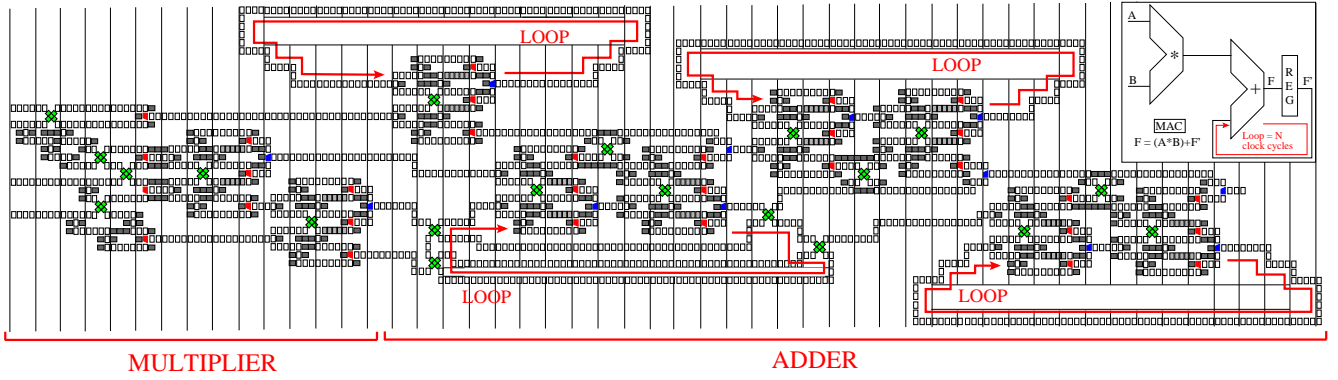 LOOP
LOOP
A
B
*
+
F
R
E
G
F'
MAC
F = (A*B)+F'
Loop = N
clock cycles
LOOP
LOOP
MULTIPLIER
ADDER